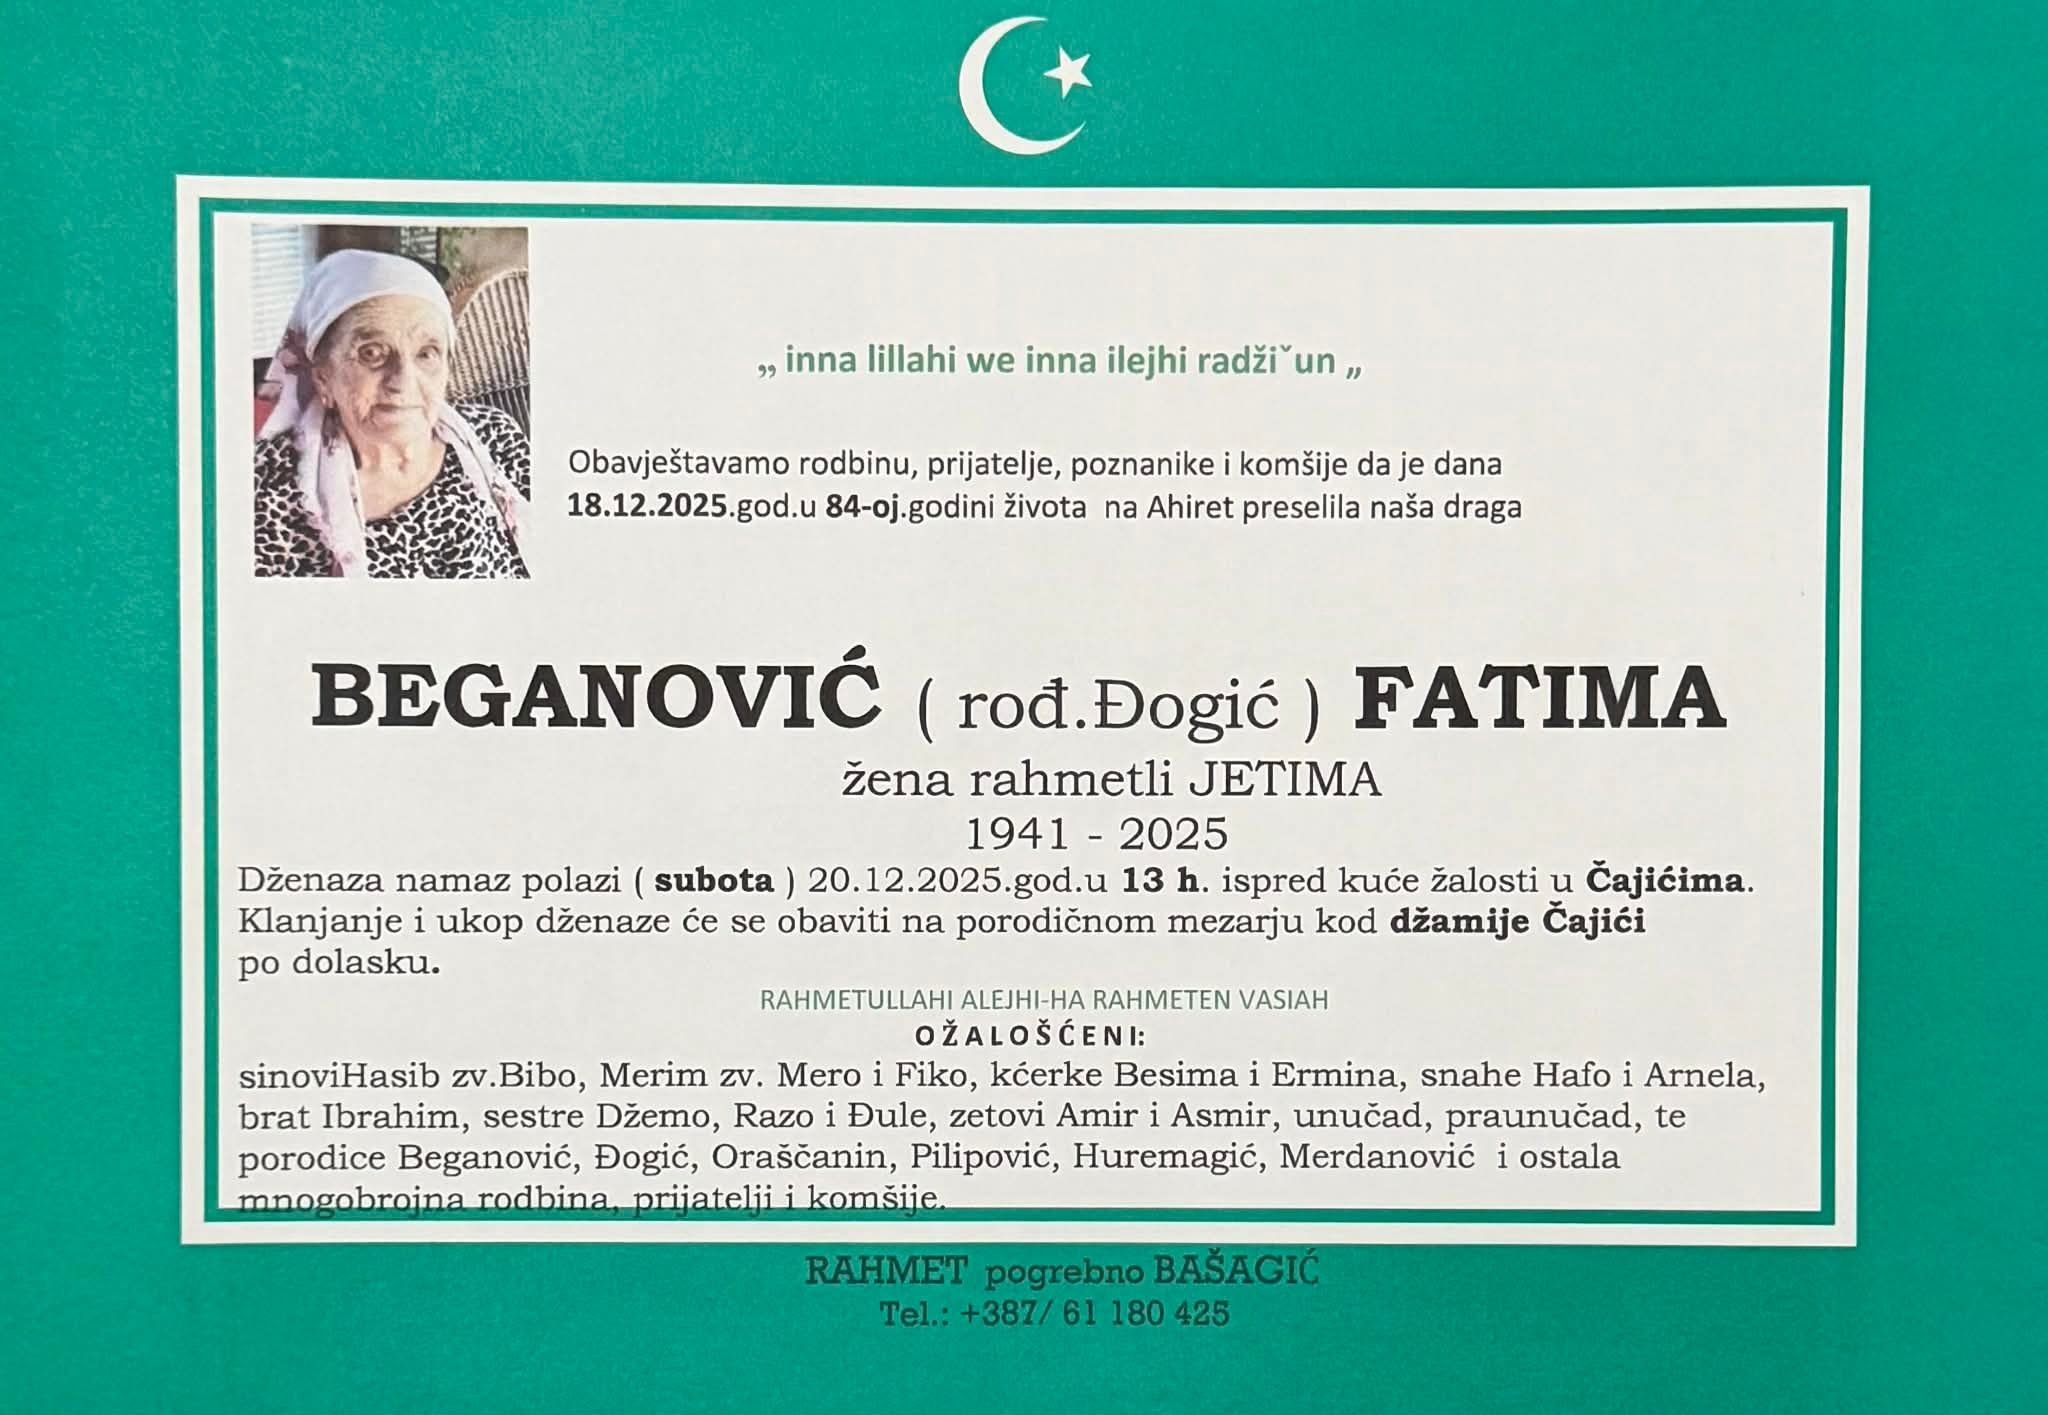 „ inna lillahi we inna ilejhi radžiˇun „
Obavještavamo rodbinu, prijatelje, poznanike i komšije da je dana
18.12.2025.god.u 84-oj.godini života na Ahiret preselila naša draga
BEGANOVIĆ ( rođ.Đogić ) FATIMA
žena rahmetli JETIMA
1941 - 2025
Dženaza namaz polazi ( subota ) 20.12.2025.god.u 13 h. ispred kuće žalosti u Čajićima.
Klanjanje i ukop dženaze će se obaviti na porodičnom mezarju kod džamije Čajići
po dolasku.
RAHMETULLAHI ALEJHI-HA RAHMETEN VASIAH
OŽALOŠĆENI:
sinoviHasib zv.Bibo, Merim zv. Mero i Fiko, kćerke Besima i Ermina, snahe Hafo i Arnela,
brat Ibrahim, sestre Džemo, Razo i Đule, zetovi Amir i Asmir, unučad, praunučad, te
porodice Beganović, Đogić, Oraščanin, Pilipović, Huremagić, Merdanović i ostala
mnogobrojna rodbina, prijatelji i komšije.
RAHMET pogrebno BAŠAGIĆ
Tel.: +387/ 61 180 425